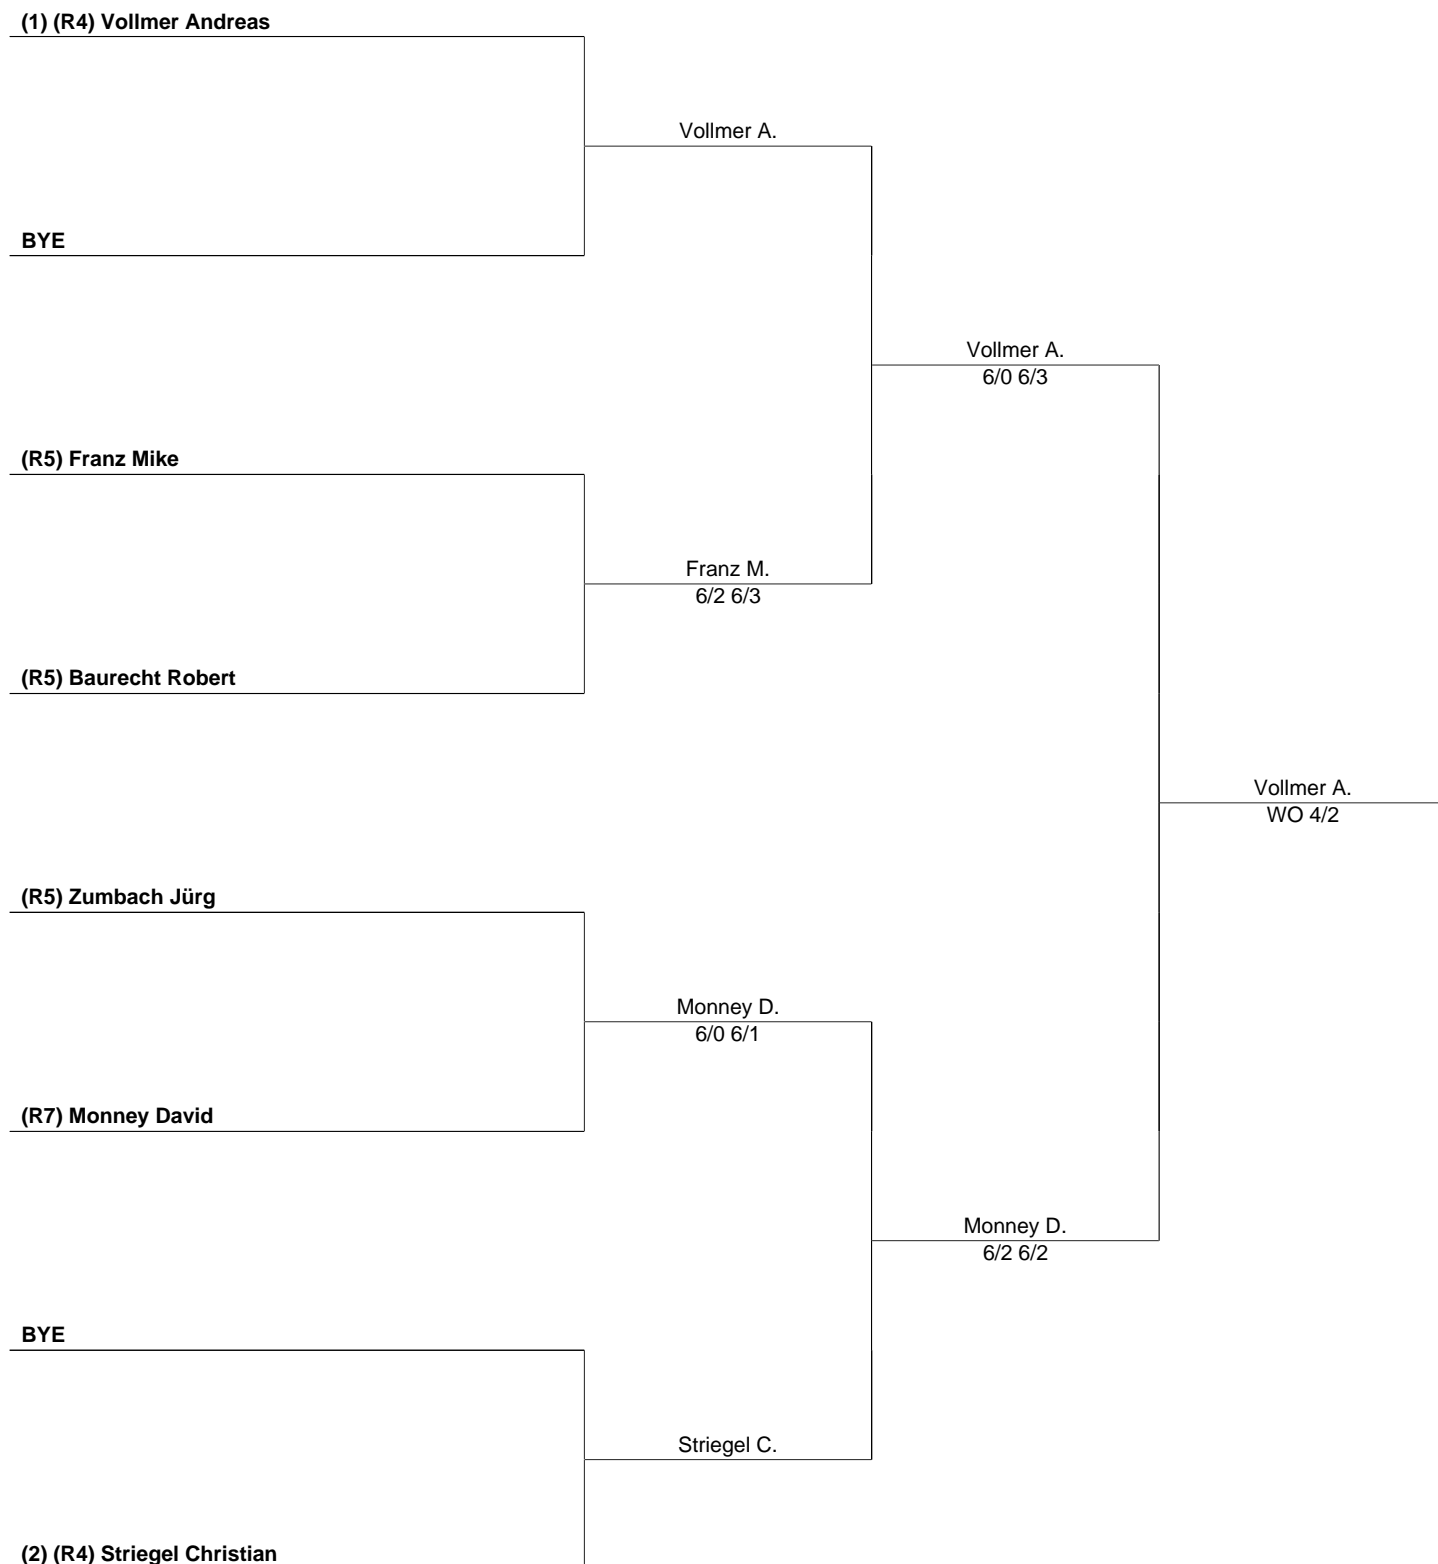 (1) (R4) Vollmer Andreas
Vollmer A.
BYE
Vollmer A.
6/0 6/3
(R5) Franz Mike
Franz M.
6/2 6/3
(R5) Baurecht Robert
Vollmer A.
WO 4/2
(R5) Zumbach Jürg
Monney D.
6/0 6/1
(R7) Monney David
Monney D.
6/2 6/2
BYE
Striegel C.
(2) (R4) Striegel Christian